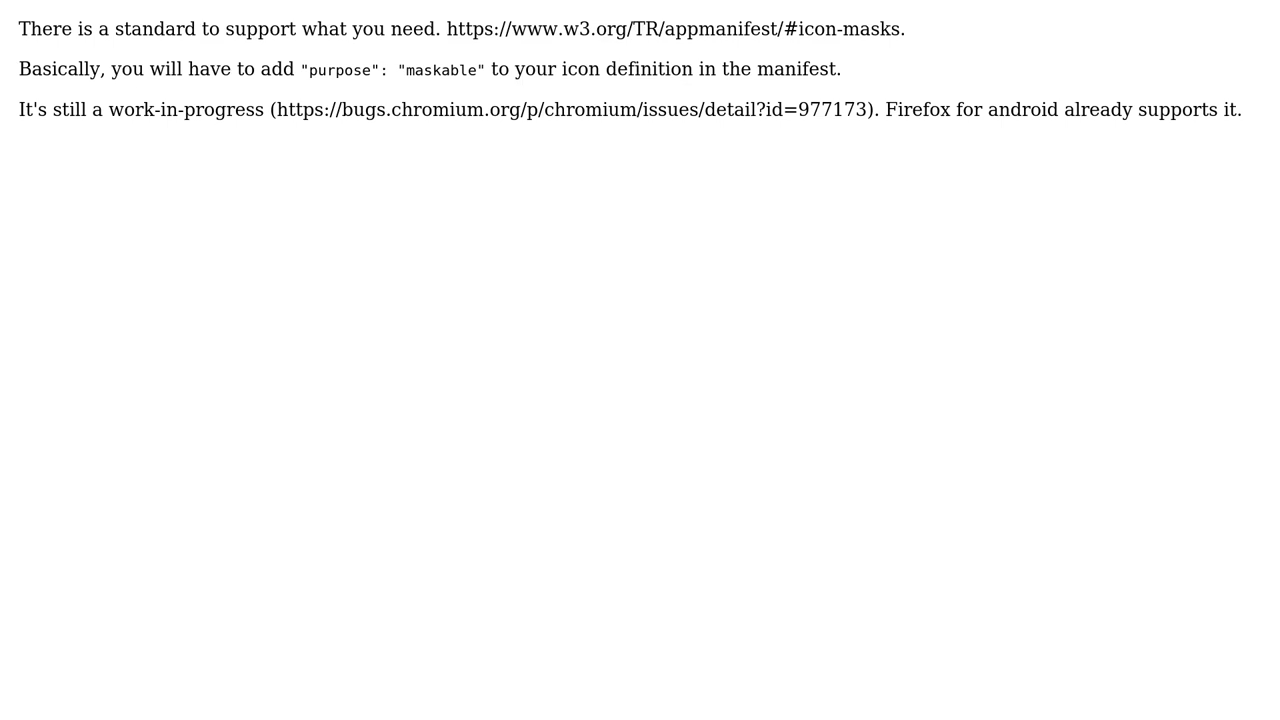 There is a standard to support what you need. https://www.w3.org/TR/appmanifest/#icon-masks.
Basically, you will have to add "purpose": "maskable" to your icon definition in the manifest.
It's still a work-in-progress (https://bugs.chromium.org/p/chromium/issues/detail?id=977173). Firefox for android already supports it.